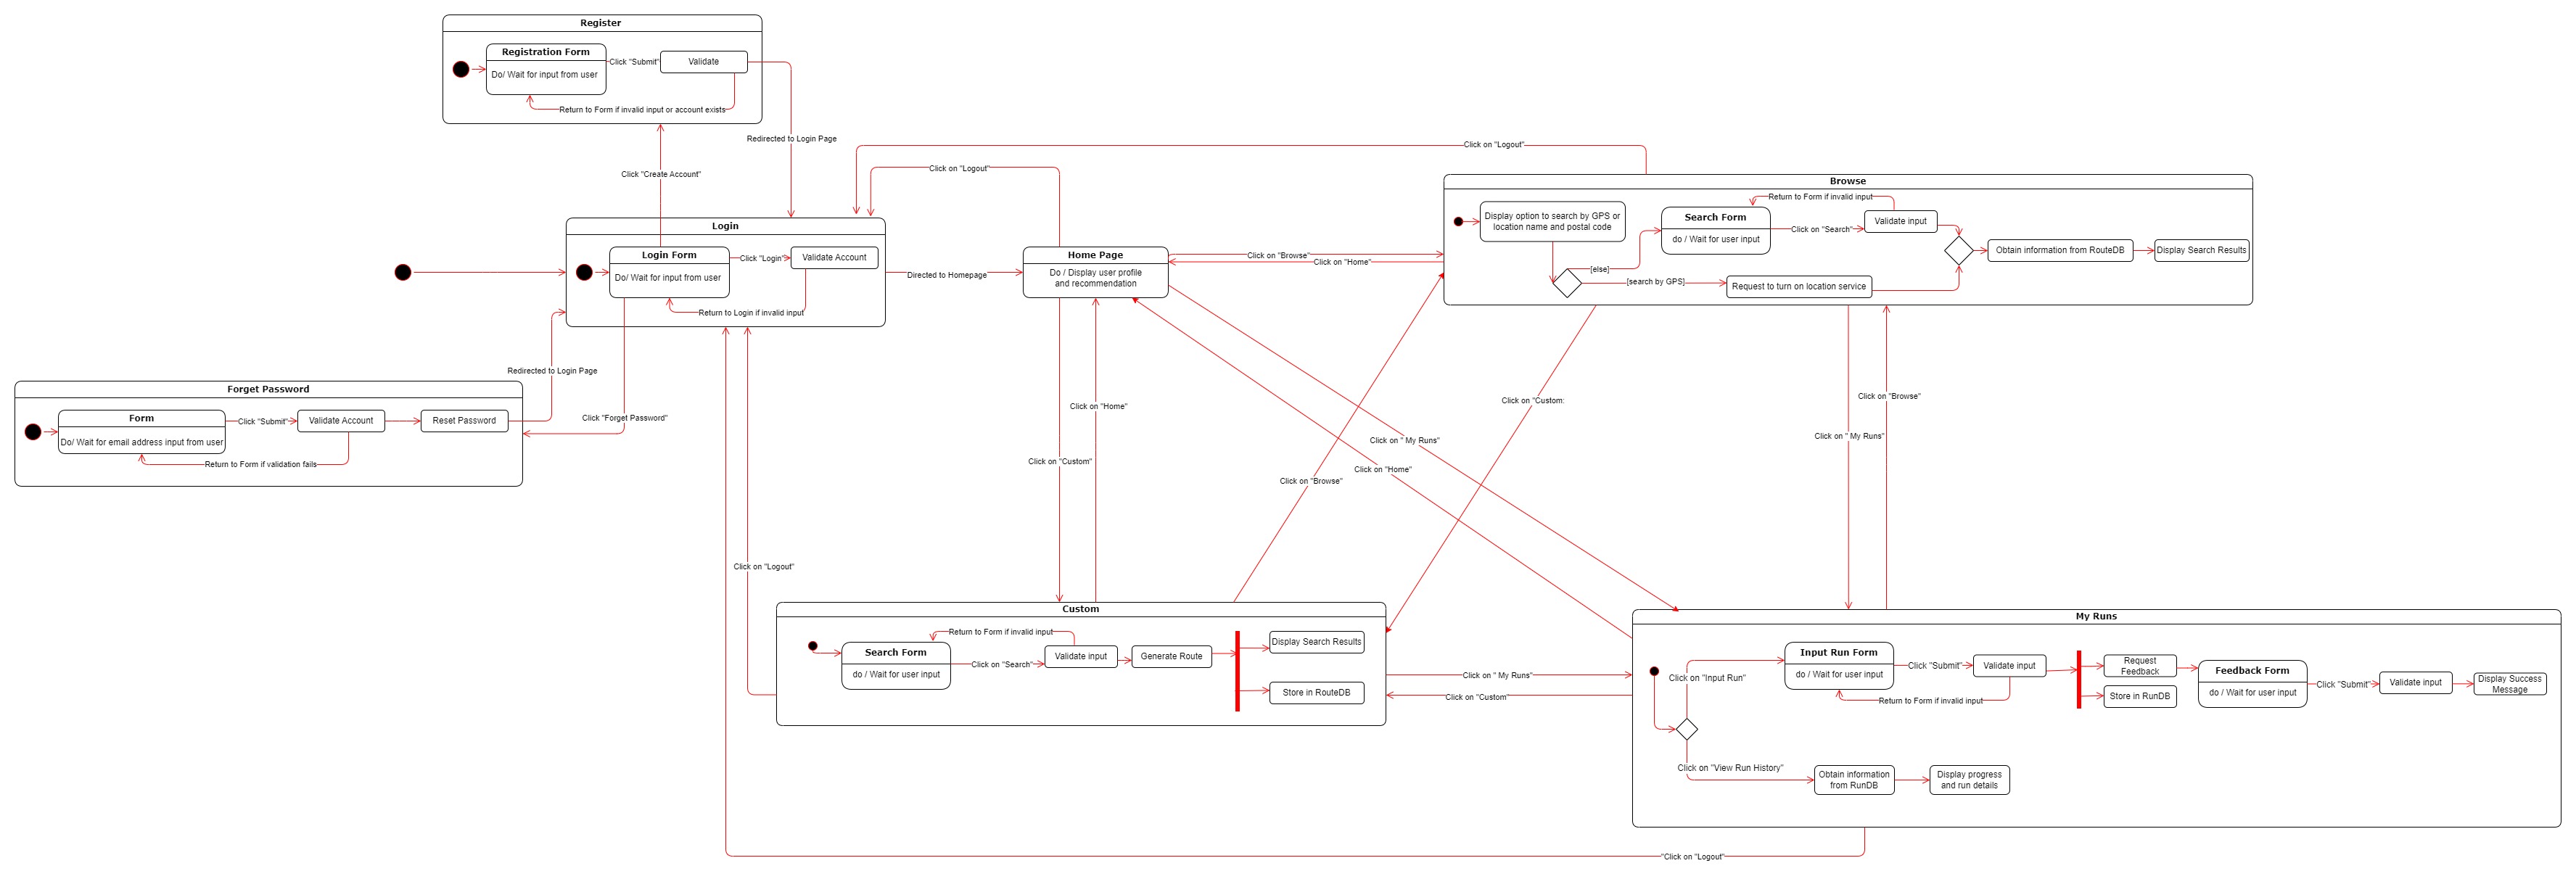 Register
Registration Form
Do/ Wait for input from user
Click "Submit"
Validate
Return to Form if invalid input or account exists
Redirected to Login Page
Click "Create Account"
Click on "Logout"
Click on "Logout"
Login
Login Form
Do/ Wait for input from user
Click "Login"
Validate Account
Return to Login if invalid input
Directed to Homepage
Home Page
Do / Display user profile
and recommendation
Click on "Browse"
Click on "Home"
Browse
Display option to search by GPS or
location name and postal code
[else]
[search by GPS]
Search Form
do / Wait for user input
Return to Form if invalid input
Click on "Search"
Validate input
Request to turn on location service
Obtain information from RouteDB
Display Search Results
Redirected to Login Page
Click "Forget Password"
Forget Password
Form
Do/ Wait for email address input from user
Click "Submit"
Validate Account
Reset Password
Return to Form if validation fails
Click on "Home"
Click on "Custom"
Click on " My Runs"
Click on "Home"
Click on "Browse"
Click on "Custom:
Click on "Browse"
Click on " My Runs"
Click on "Logout"
Custom
Search Form
do / Wait for user input
Return to Form if invalid input
Click on "Search"
Validate input
Generate Route
Display Search Results
Store in RouteDB
Click on " My Runs"
Click on "Custom"
My Runs
Click on "Input Run"
Input Run Form
do / Wait for user input
Click "Submit"
Validate input
Return to Form if invalid input
Request
Feedback
Store in RunDB
Feedback Form
do / Wait for user input
Click "Submit"
Validate input
Display Success
Message
Click on "View Run History"
Obtain information
from RunDB
Display progress
and run details
"Click on "Logout"